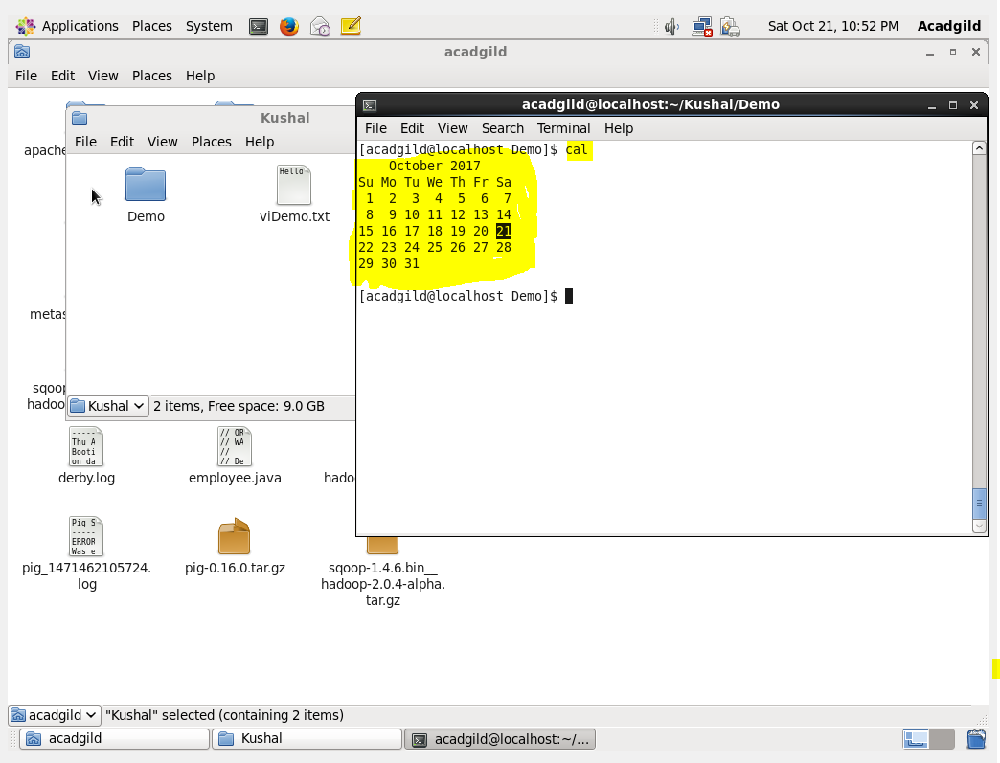 Applications Places System Sat Oct 21, 10:52 PM Acadgild
acadgild
File Edit View Places Help
apache
metas
sqoop
hadoo
Kushal
File Edit View Places Help
Demo viDemo.txt
Hello
Kushal 2 items, Free space: 9.0 GB
acadgild@localhost:~/Kushal/Demo
File Edit View Search Terminal Help
[acadgild@localhost Demo]$ cal
October 2017
Su Mo Tu We Th Fr Sa
1 2 3 4 5 6 7
8 9 10 11 12 13 14
15 16 17 18 19 20 21
22 23 24 25 26 27 28
29 30 31
[acadgild@localhost Demo]$
-----
Thu A
Booti
on da
derby.log
// OR
// WA
//
// De
employee.java
hado
Pig S
-----
ERROR
Was e
pig_1471462105724.
log
pig-0.16.0.tar.gz
sqoop-1.4.6.bin__
hadoop-2.0.4-alpha.
tar.gz
acadgild "Kushal" selected (containing 2 items)
acadgild Kushal acadgild@localhost:~/...